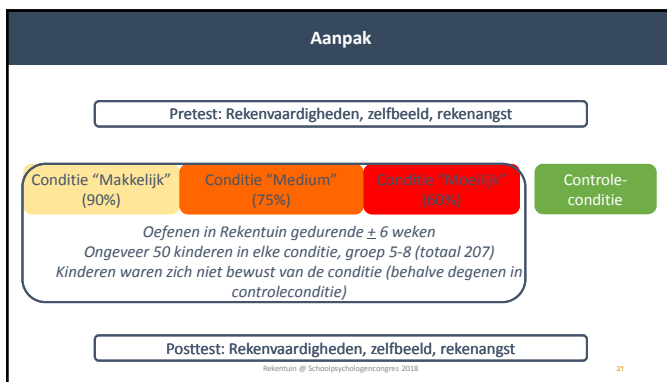 Aanpak
Pretest: Rekenvaardigheden, zelfbeeld, rekenangst
Conditie “Makkelijk”
(90%)
Conditie “Medium”
(75%)
Conditie “Moeilijk”
(60%)
Controle-
conditie
Oefenen in Rekentuin gedurende + 6 weken
Ongeveer 50 kinderen in elke conditie, groep 5-8 (totaal 207)
Kinderen waren zich niet bewust van de conditie (behalve degenen in
controleconditie)
Posttest: Rekenvaardigheden, zelfbeeld, rekenangst
Rekentuin @ Schoolpsychologencongres 2018
21